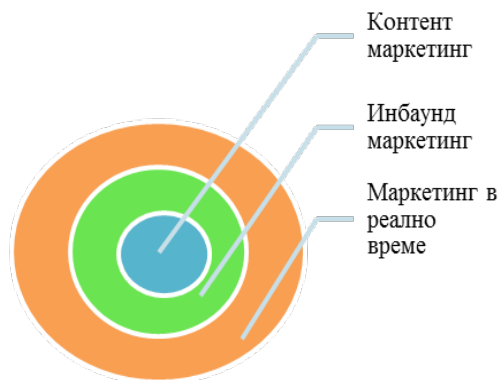 Контент
маркетинг
Инбаунд
маркетинг
Маркетинг в
реално
време